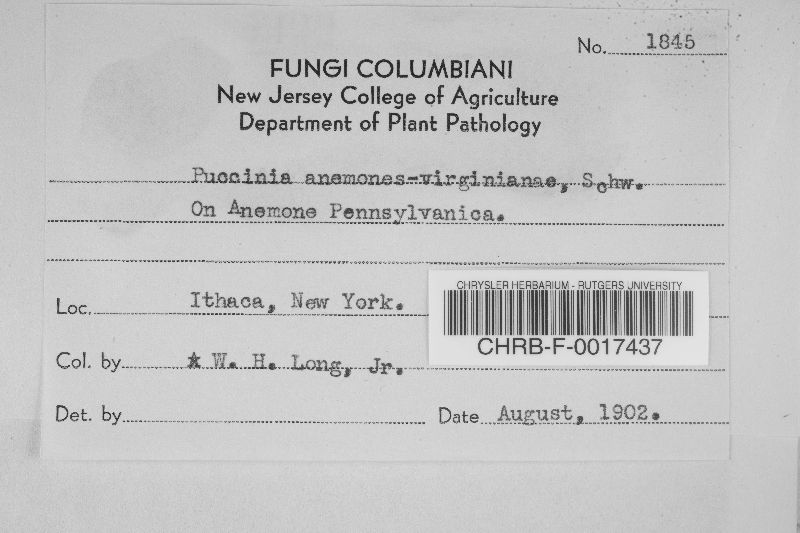 No. 1845
FUNGI COLUMBIANI
New Jersey College of Agriculture
Department of Plant Pathology
Puccinia anemones-virginianae, Schw.
On Anemone Pennsylvanica.
Loc. Ithaca, New York.
CHRYSLER HERBARIUM - RUTGERS UNIVERSITY
CHRB-F-0017437
Col. by W. H. Long, Jr.
Det. by
Date August, 1902.